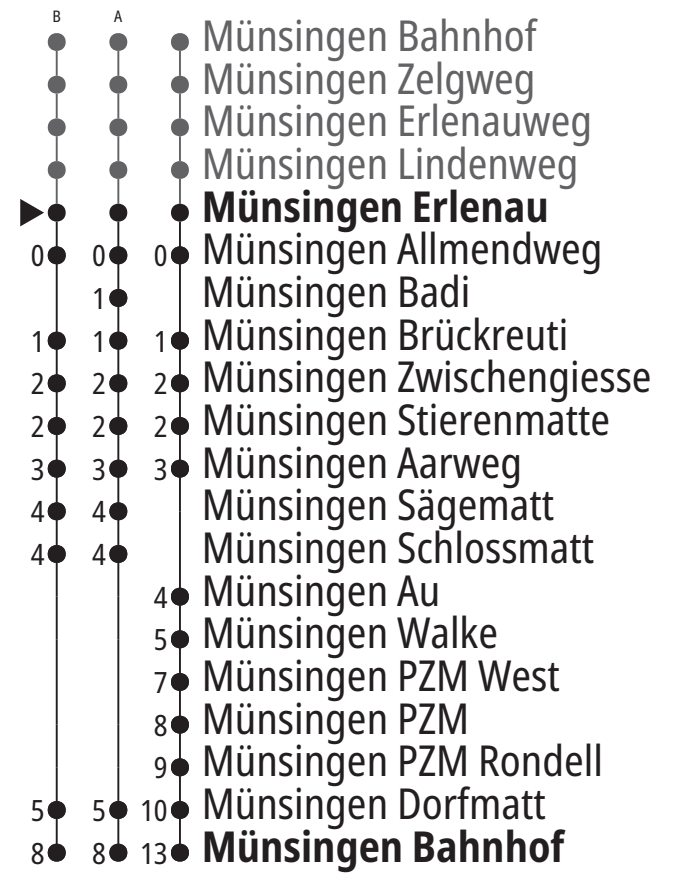 B A
Münsingen Bahnhof
Münsingen Zelgweg
Münsingen Erlenauweg
Münsingen Lindenweg
Münsingen Erlenau
0 0 0 Münsingen Allmendweg
1 Münsingen Badi
1 1 1 Münsingen Brückreuti
2 2 2 Münsingen Zwischengiesse
2 2 2 Münsingen Stierenmatte
3 3 3 Münsingen Aarweg
4 4 Münsingen Sägematt
4 4 Münsingen Schlossmatt
4 Münsingen Au
5 Münsingen Walke
7 Münsingen PZM West
8 Münsingen PZM
9 Münsingen PZM Rondell
5 5 10 Münsingen Dorfmatt
8 8 13 Münsingen Bahnhof